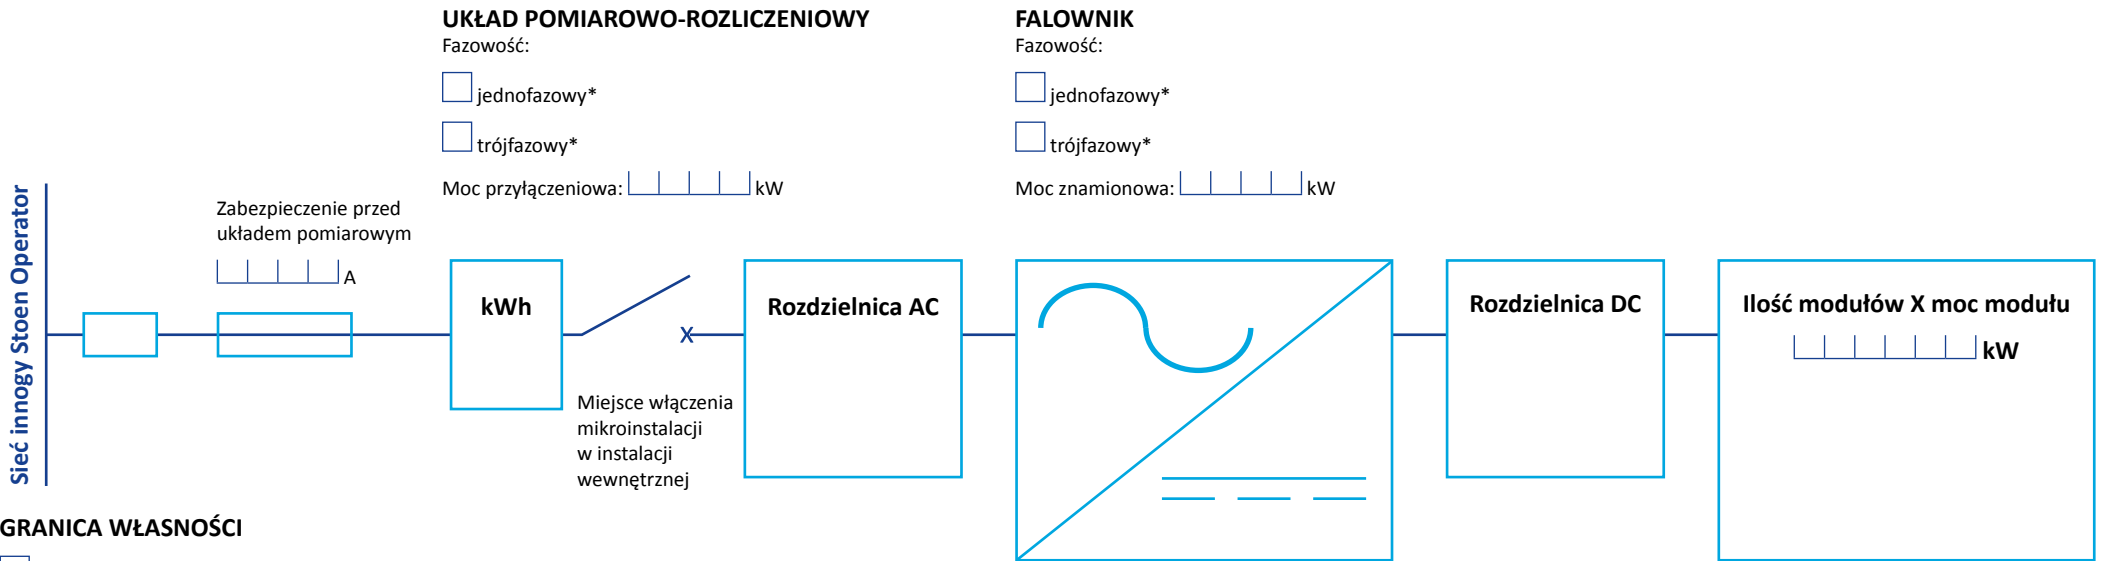 UKŁAD POMIAROWO-ROZLICZENIOWY
Fazowość:
jednofazowy*
trójfazowy*
Moc przyłączeniowa: kW
FALOWNIK
Fazowość:
jednofazowy*
trójfazowy*
Moc znamionowa: kW
Sieć innogy Stoen Operator
Zabezpieczenie przed
układem pomiarowym
A
kWh
X
Miejsce włączenia
mikroinstalacji
w instalacji
wewnętrznej
Rozdzielnica AC
Rozdzielnica DC
Ilość modułów X moc modułu
kW
GRANICA WŁASNOŚCI